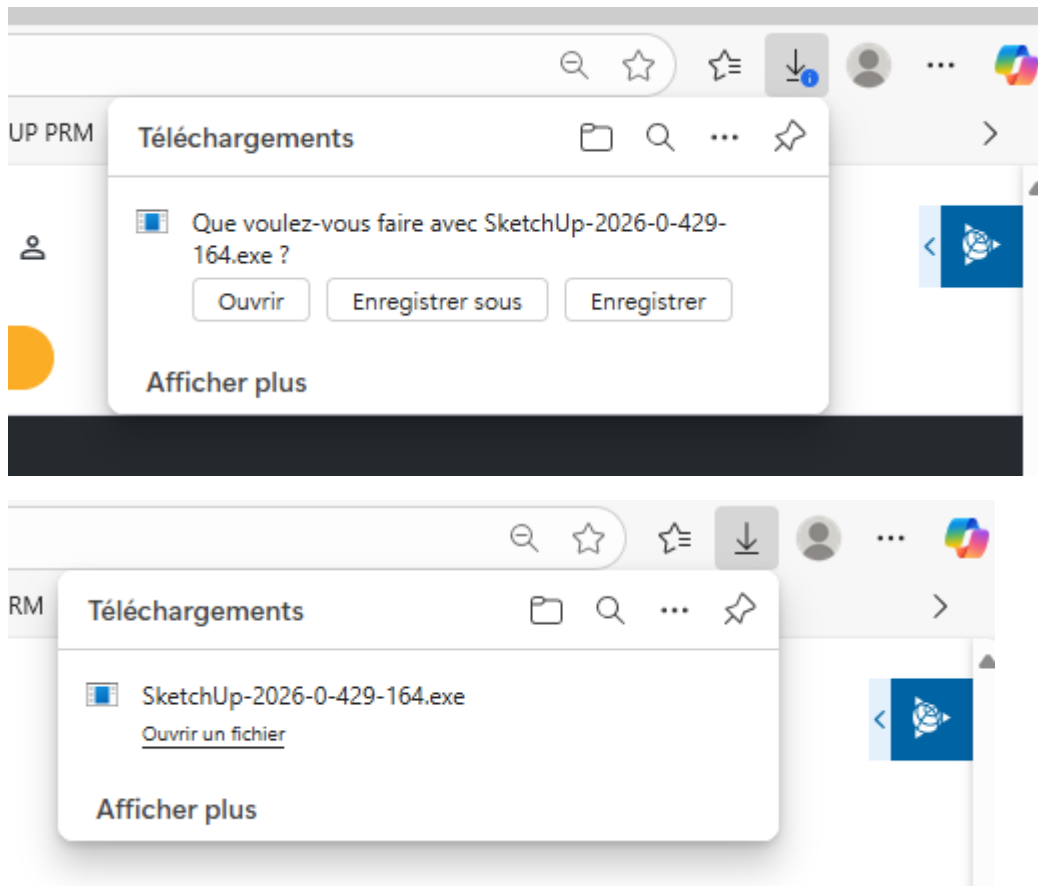 UP PRM
Téléchargements
Que voulez-vous faire avec SketchUp-2026-0-429-
164.exe ?
Ouvrir
Enregistrer sous
Enregistrer
Afficher plus
RM
Téléchargements
SketchUp-2026-0-429-164.exe
Ouvrir un fichier
Afficher plus